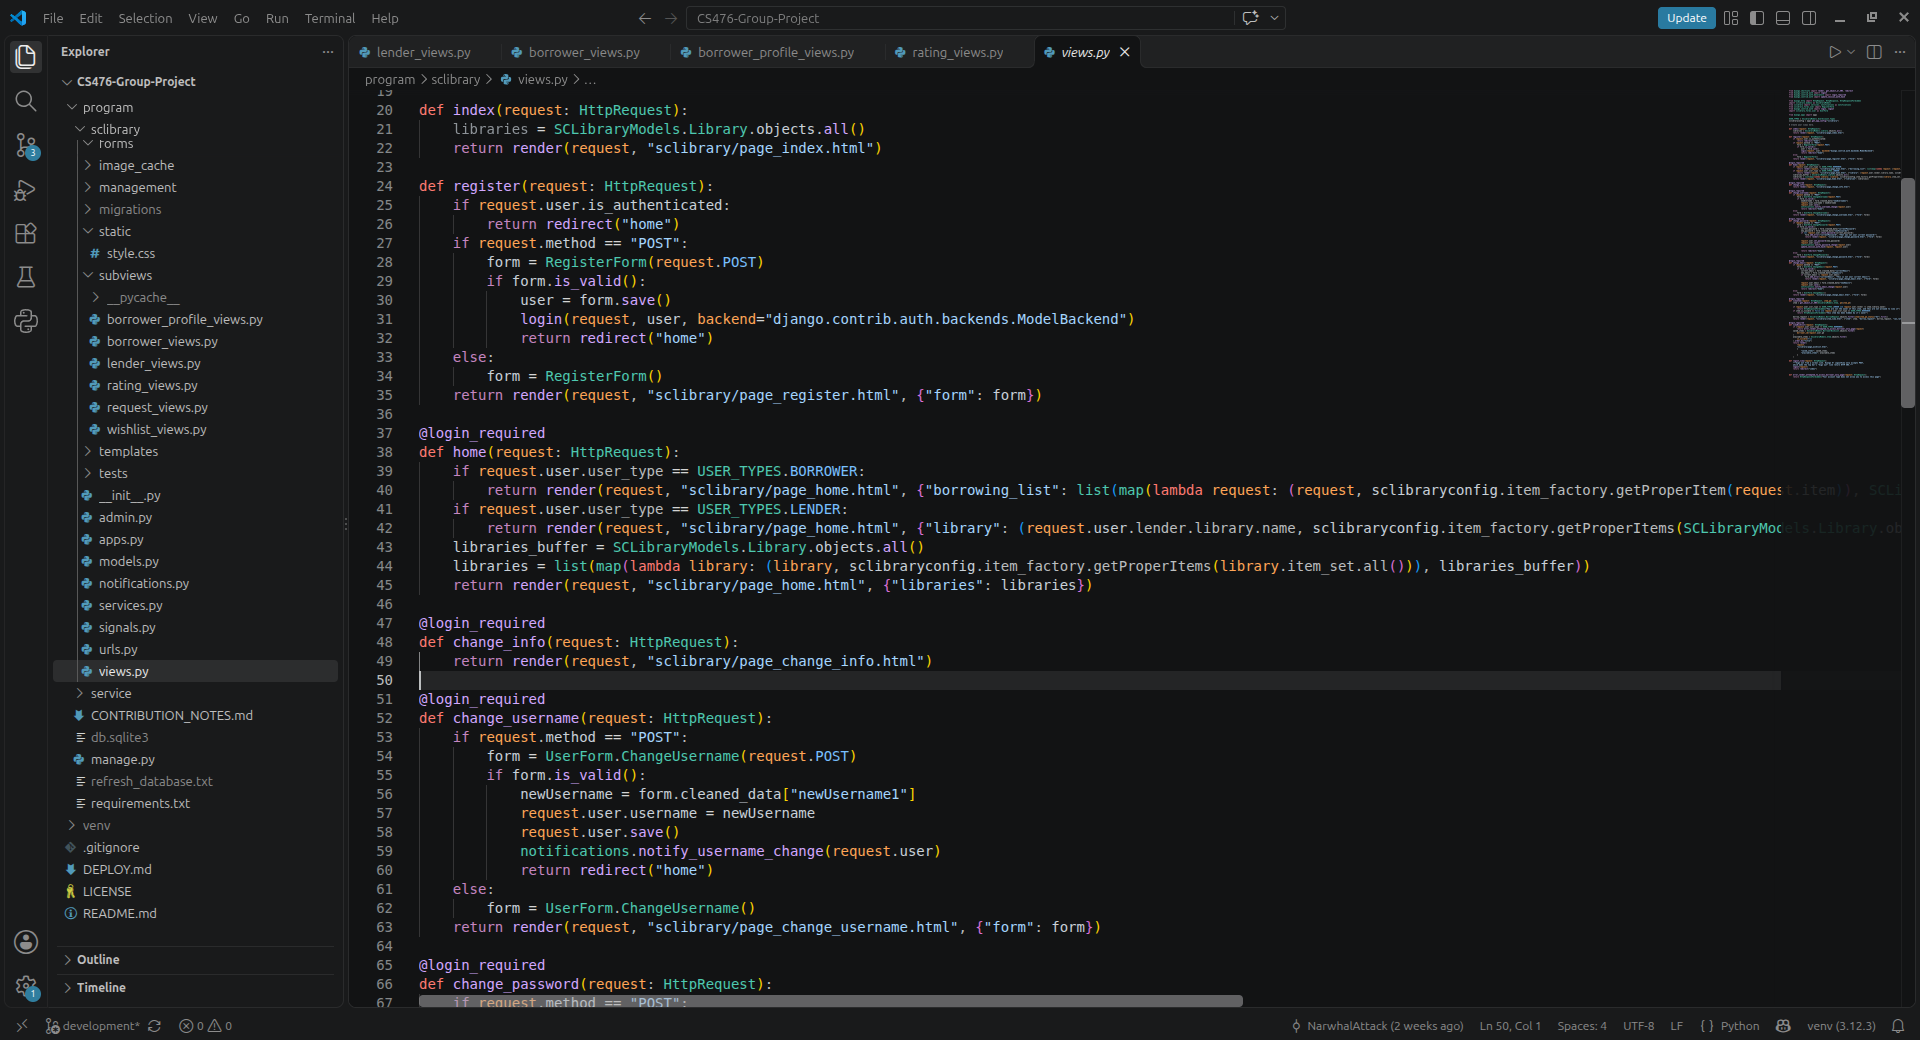 File Edit Selection View Go Run Terminal Help
CS476-Group-Project
Update
Explorer
CS476-Group-Project
program
sclibrary
forms
image_cache
management
migrations
static
style.css
subviews
__pycache__
borrower_profile_views.py
borrower_views.py
lender_views.py
rating_views.py
request_views.py
wishlist_views.py
templates
tests
__init__.py
admin.py
apps.py
models.py
notifications.py
services.py
signals.py
urls.py
views.py
service
CONTRIBUTION_NOTES.md
db.sqlite3
manage.py
refresh_database.txt
requirements.txt
venv
.gitignore
DEPLOY.md
LICENSE
README.md
Outline
Timeline
lender_views.py borrower_views.py borrower_profile_views.py rating_views.py views.py
program > sclibrary > views.py > ...
19
20 def index(request: HttpRequest):
21 libraries = SCLibraryModels.Library.objects.all()
22 return render(request, "sclibrary/page_index.html")
23
24 def register(request: HttpRequest):
25 if request.user.is_authenticated:
26 return redirect("home")
27 if request.method == "POST":
28 form = RegisterForm(request.POST)
29 if form.is_valid():
30 user = form.save()
31 login(request, user, backend="django.contrib.auth.backends.ModelBackend")
32 return redirect("home")
33 else:
34 form = RegisterForm()
35 return render(request, "sclibrary/page_register.html", {"form": form})
36
37 @login_required
38 def home(request: HttpRequest):
39 if request.user.user_type == USER_TYPES.BORROWER:
40 return render(request, "sclibrary/page_home.html", {"borrowing_list": list(map(lambda request: (request, sclibraryconfig.item_factory.getProperItem(request.item)), SCLi
41 if request.user.user_type == USER_TYPES.LENDER:
42 return render(request, "sclibrary/page_home.html", {"library": (request.user.lender.library.name, sclibraryconfig.item_factory.getProperItems(SCLibraryModels.Library.ob
43 libraries_buffer = SCLibraryModels.Library.objects.all()
44 libraries = list(map(lambda library: (library, sclibraryconfig.item_factory.getProperItems(library.item_set.all())), libraries_buffer))
45 return render(request, "sclibrary/page_home.html", {"libraries": libraries})
46
47 @login_required
48 def change_info(request: HttpRequest):
49 return render(request, "sclibrary/page_change_info.html")
50
51 @login_required
52 def change_username(request: HttpRequest):
53 if request.method == "POST":
54 form = UserForm.ChangeUsername(request.POST)
55 if form.is_valid():
56 newUsername = form.cleaned_data["newUsername1"]
57 request.user.username = newUsername
58 request.user.save()
59 notifications.notify_username_change(request.user)
60 return redirect("home")
61 else:
62 form = UserForm.ChangeUsername()
63 return render(request, "sclibrary/page_change_username.html", {"form": form})
64
65 @login_required
66 def change_password(request: HttpRequest):
67 if request.method == "POST":
3
1
development* 0 0 NarwhalAttack (2 weeks ago) Ln 50, Col 1 Spaces: 4 UTF-8 LF { } Python venv (3.12.3)